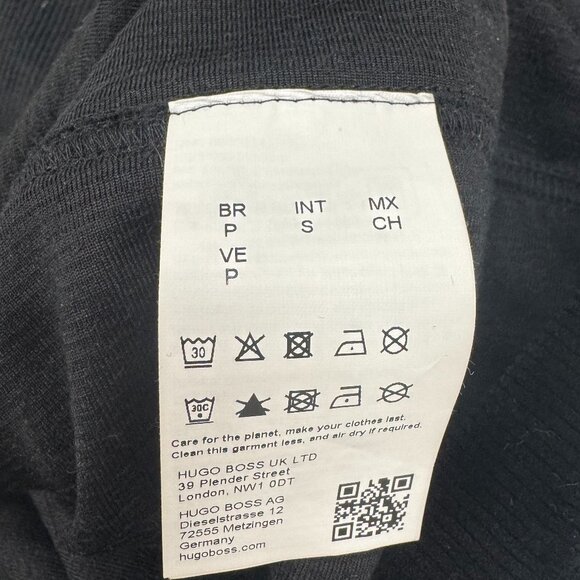 BR INT MX
P S CH
VE
P
30
30C
Care for the planet, make your clothes last.
Clean this garment less, and air dry if required.
HUGO BOSS UK LTD
39 Plender Street
London, NW1 0DT
HUGO BOSS AG
Dieselstrasse 12
72555 Metzingen
Germany
hugoboss.com